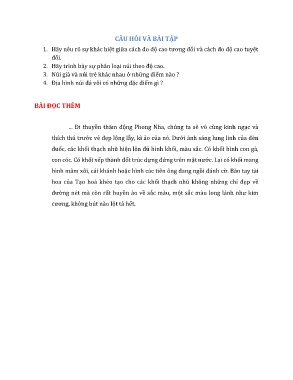 CÂU HỎI VÀ BÀI TẬP
1. Hãy nêu rõ sự khác biệt giữa cách đo độ cao tương đối và cách đo độ cao tuyệt
đối.
2. Hãy trình bày sự phân loại núi theo độ cao.
3. Núi già và núi trẻ khác nhau ở những điểm nào ?
4. Địa hình núi đá vôi có những đặc điểm gì ?
BÀI ĐỌC THÊM
... Đi thuyền thăm động Phong Nha, chúng ta sẽ vô cùng kinh ngạc và
thích thú trước vẻ đẹp lộng lẫy, kì ảo của nó. Dưới ánh sáng lung linh của đèn
đuốc, các khối thạch nhũ hiện lên đủ hình khối, màu sắc. Có khối hình con gà,
con cóc. Có khối xếp thành đốt trúc dựng đứng trên mặt nước. Lại có khối mang
hình mâm xôi, cái khánh hoặc hình các tiên ông đang ngồi đánh cờ. Bàn tay tài
hoa của Tạo hoá khéo tạo cho các khối thạch nhũ không những chỉ đẹp về
đường nét mà còn rất huyền ảo về sắc màu, một sắc màu long lánh như kim
cương, không bút nào lột tả hết.